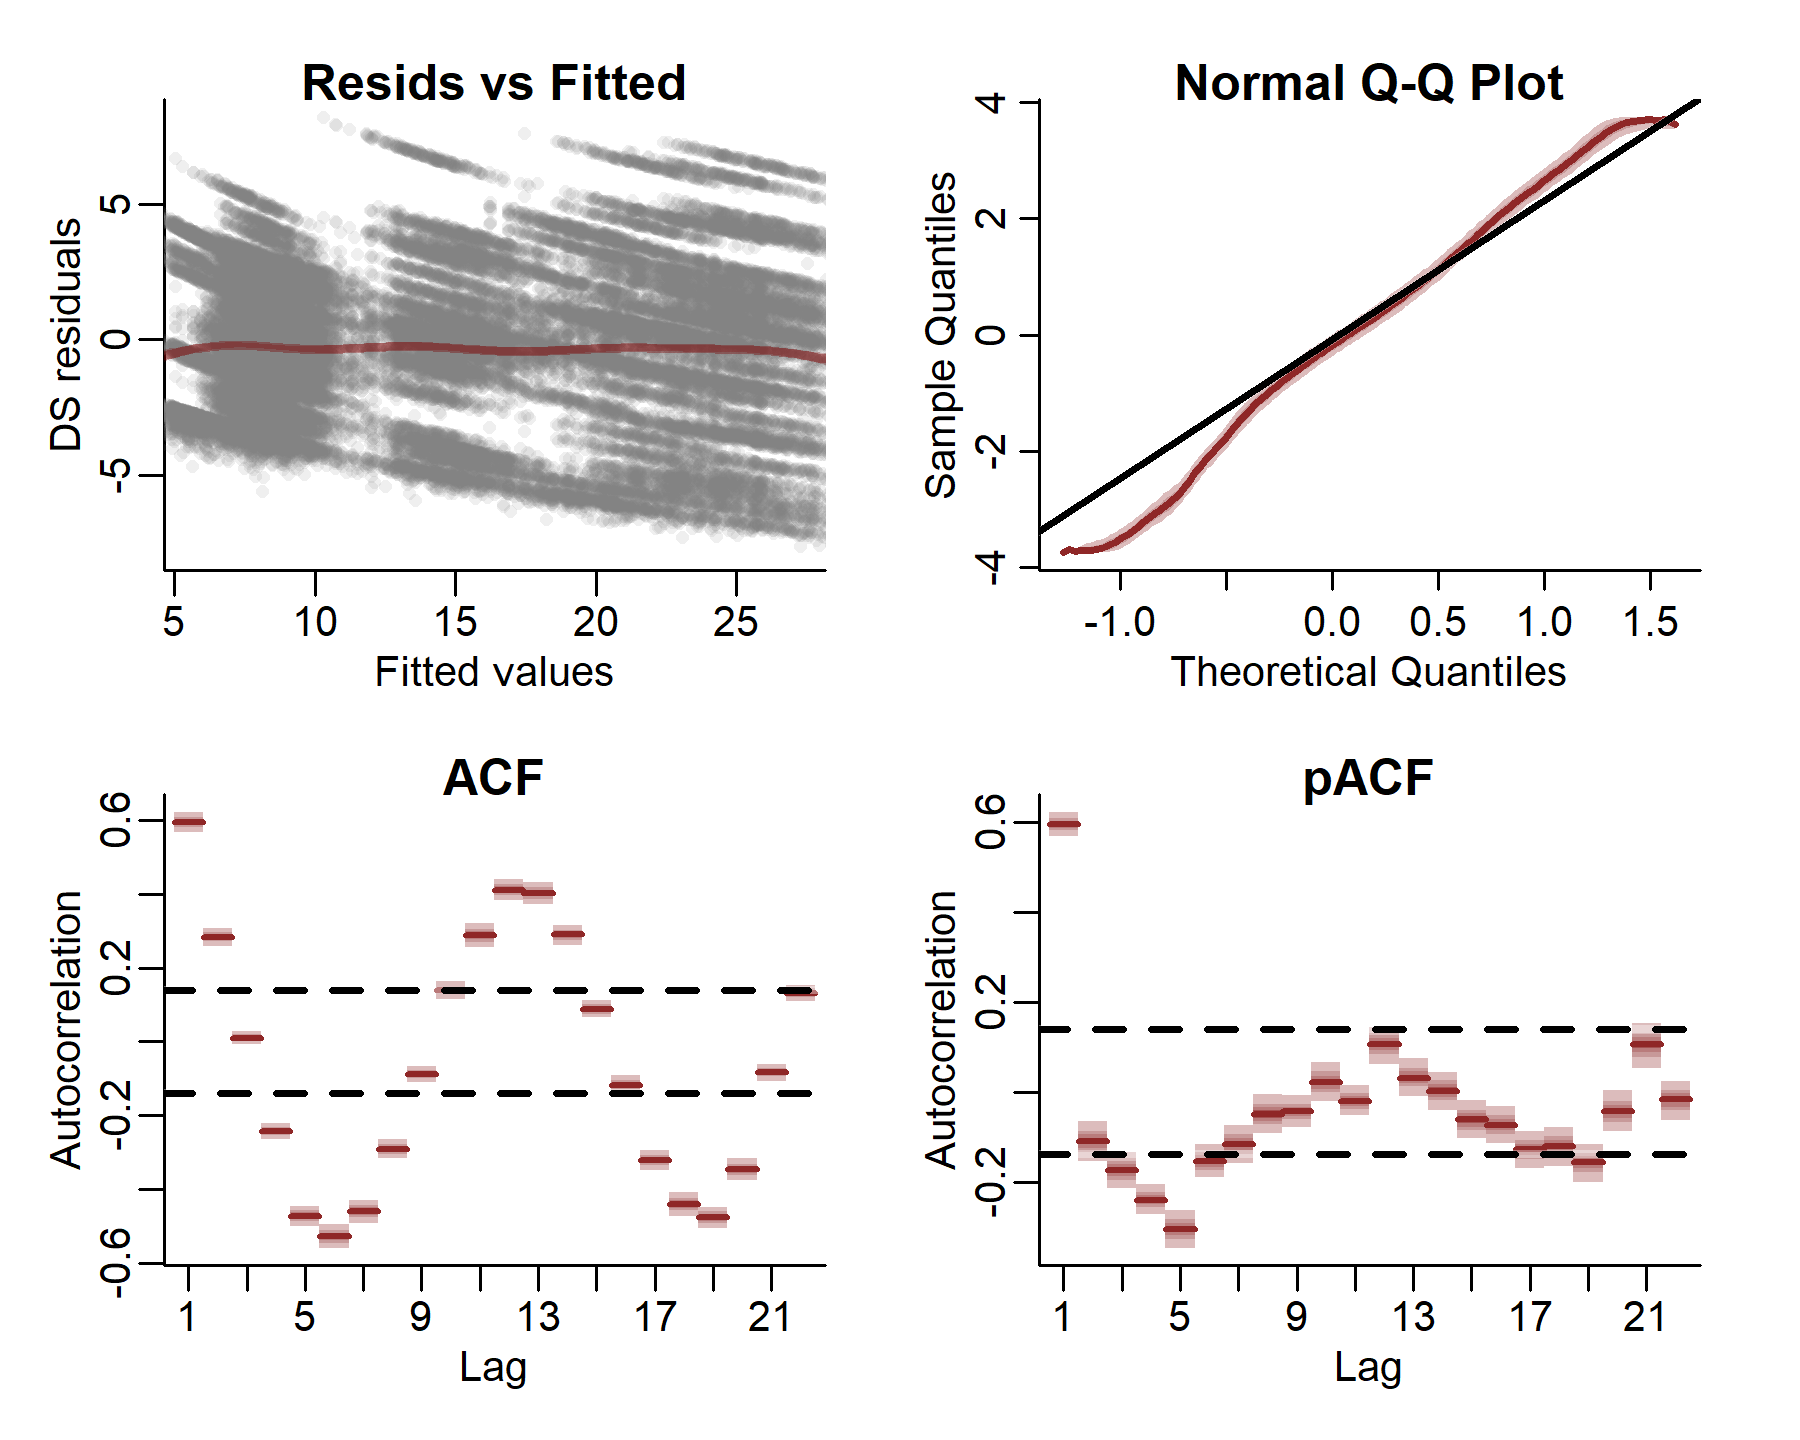 Resids vs Fitted
DS residuals
5
0
-5
5 10 15 20 25
Fitted values
Normal Q-Q Plot
Sample Quantiles
4
2
0
-2
-4
-1.0 0.0 0.5 1.0 1.5
Theoretical Quantiles
ACF
Autocorrelation
0.6
0.2
-0.2
-0.6
1 5 9 13 17 21
Lag
pACF
Autocorrelation
0.6
0.2
-0.2
1 5 9 13 17 21
Lag